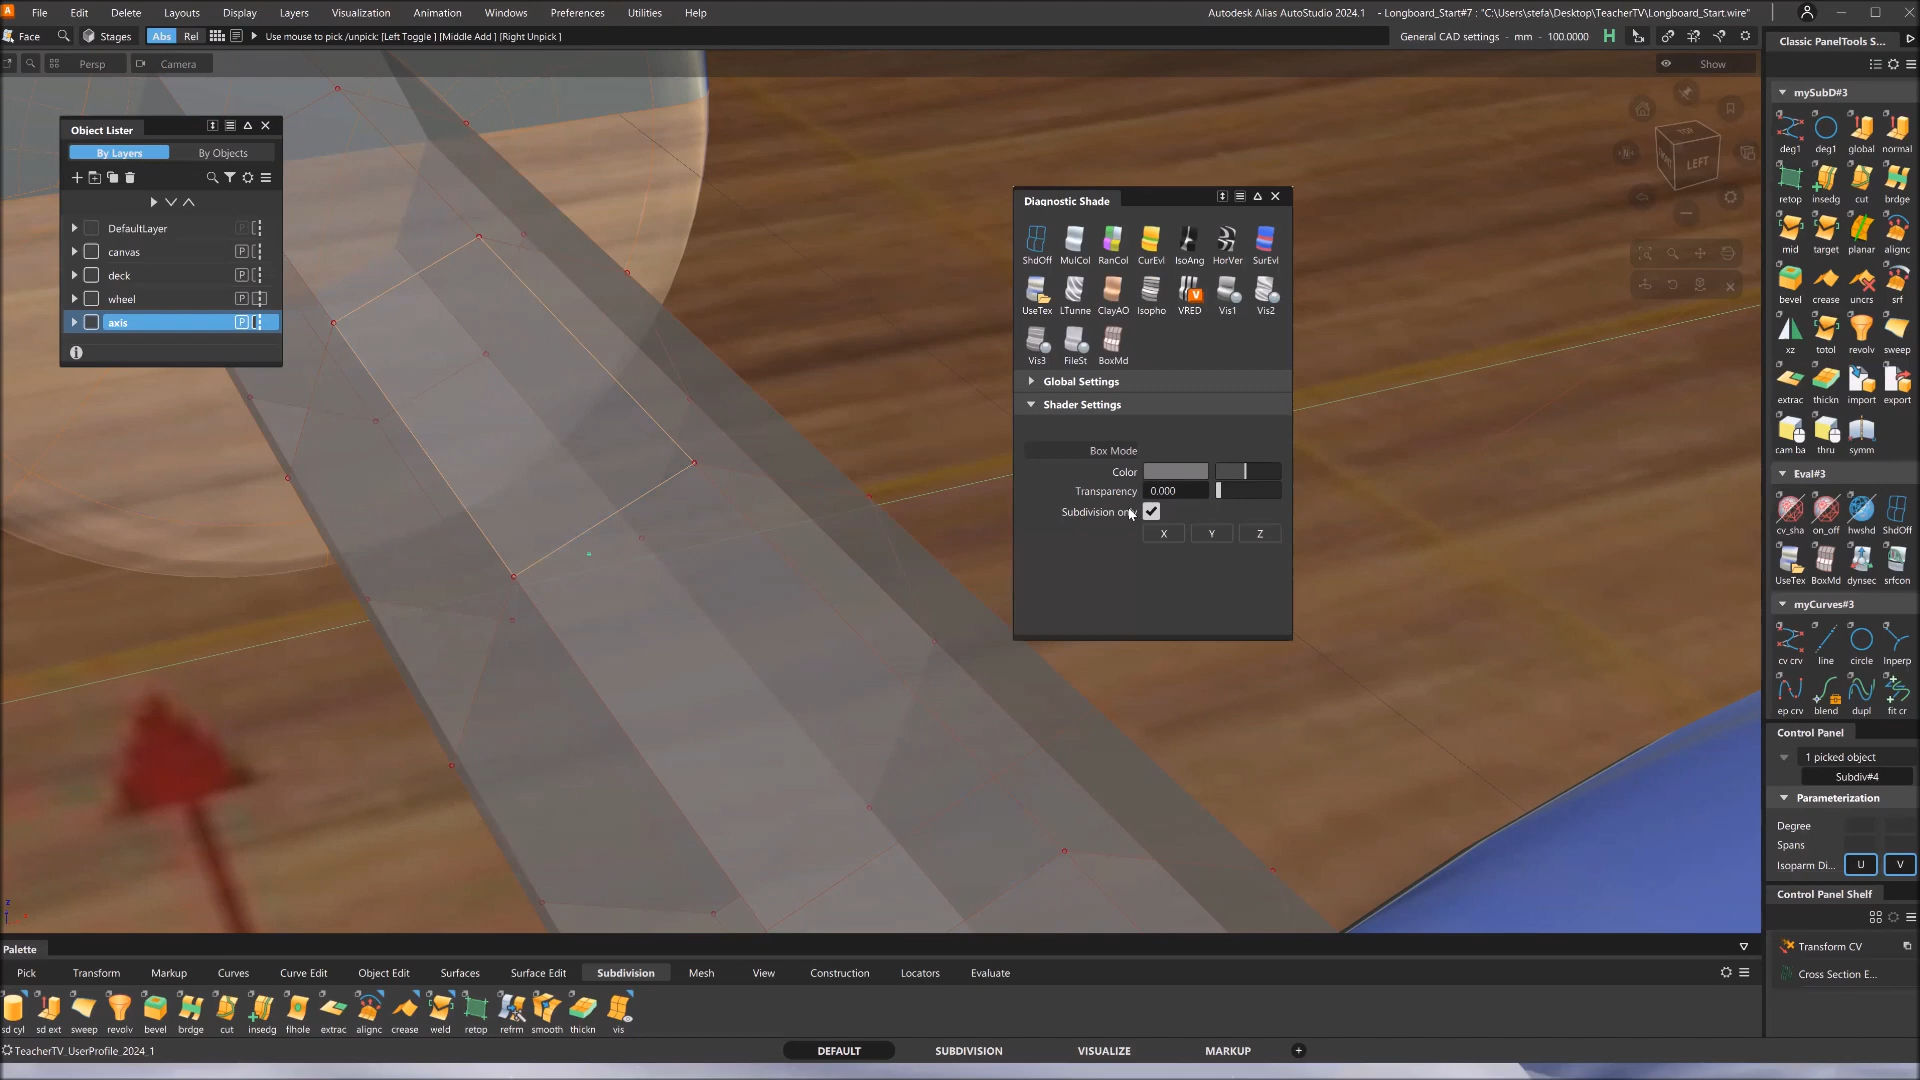 File Edit Delete Layouts Display Layers Visualization Animation Windows Preferences Utilities Help
Autodesk Alias AutoStudio 2024.1 - Longboard_Start#7 : "C:\Users\stefa\Desktop\TeacherTV\Longboard_Start.wire"
Face Stages Abs Rel Use mouse to pick /unpick: [Left Toggle ] [Middle Add ] [Right Unpick ]
General CAD settings - mm - 100.0000
Persp Camera Show
Object Lister
By Layers By Objects
DefaultLayer P
canvas P
deck P
wheel P
axis P
Diagnostic Shade
ShdOff MulCol RanCol CurEvl IsoAng HorVer SurEvl
UseTex LTunne ClayAO Isopho VRED Vis1 Vis2
Vis3 FileSt BoxMd
Global Settings
Shader Settings
Box Mode
Color
Transparency 0.000
Subdivision only
X Y Z
TOP
FRONT LEFT
Classic PanelTools S...
mySubD#3
deg1 deg1 global normal
retop insedg cut brdge
mid target planar alignc
bevel crease uncrs srf
xz totol revolv sweep
extrac thickn import export
cam ba thru symm
Eval#3
cv_sha on_off hwshd ShdOff
UseTex BoxMd dynsec srfcon
myCurves#3
cv crv line circle lnperp
ep crv blend dupl fit cr
Control Panel
1 picked object
Subdiv#4
Parameterization
Degree
Spans
Isoparm Di... U V
Control Panel Shelf
Transform CV
Cross Section E...
Palette
Pick Transform Markup Curves Curve Edit Object Edit Surfaces Surface Edit Subdivision Mesh View Construction Locators Evaluate
sd cyl sd ext sweep revolv bevel brdge cut insedg flhole extrac alignc crease weld retop refrm smooth thickn vis
TeacherTV_UserProfile_2024_1
DEFAULT SUBDIVISION VISUALIZE MARKUP